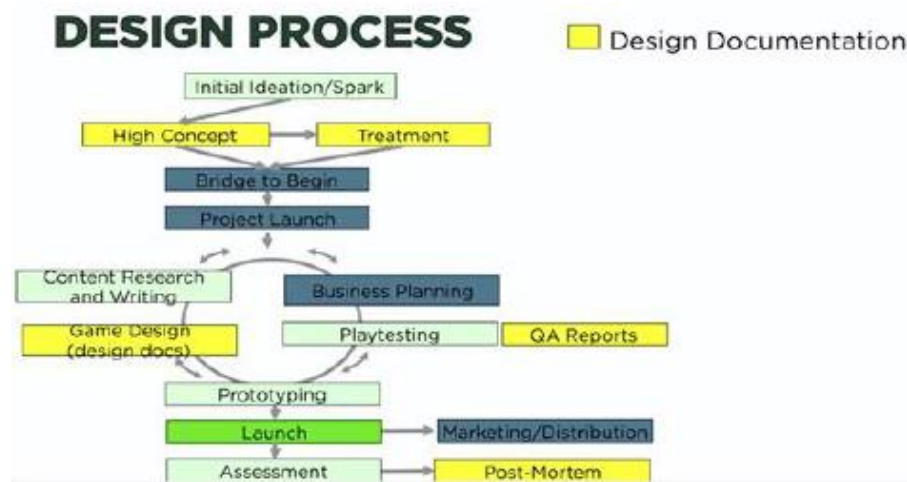 DESIGN PROCESS
Design Documentation
Initial Ideation/Spark
High Concept
Treatment
Bridge to Begin
Project Launch
Content Research
and Writing
Business Planning
Game Design
(design docs)
Playtesting
QA Reports
Prototyping
Launch
Marketing/Distribution
Assessment
Post-Mortem